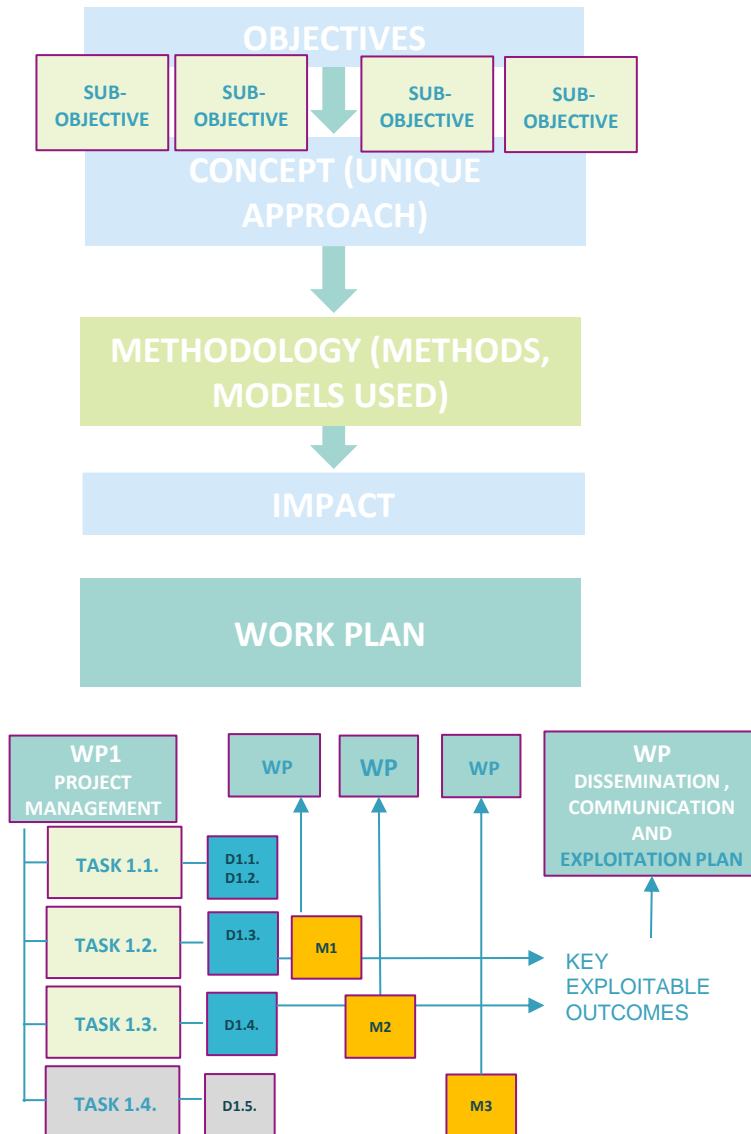 OBJECTIVES
SUB-
OBJECTIVE
SUB-
OBJECTIVE
SUB-
OBJECTIVE
SUB-
OBJECTIVE
CONCEPT (UNIQUE
APPROACH)
METHODOLOGY (METHODS,
MODELS USED)
IMPACT
WORK PLAN
WP1
PROJECT
MANAGEMENT
WP
WP
WP
WP
DISSEMINATION ,
COMMUNICATION
AND
EXPLOITATION PLAN
TASK 1.1.
D1.1.
D1.2.
TASK 1.2.
D1.3.
M1
KEY
EXPLOITABLE
OUTCOMES
TASK 1.3.
D1.4.
M2
TASK 1.4.
D1.5.
M3